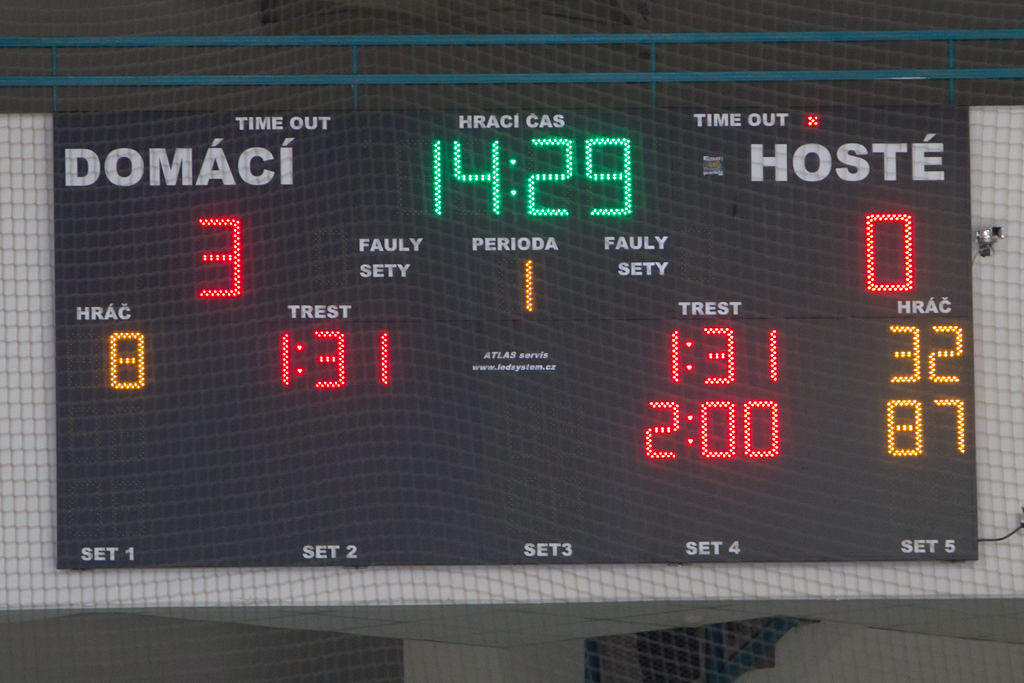 TIME OUT HRACÍ ČAS TIME OUT
DOMÁCÍ 14:29 HOSTÉ
3 FAULY PERIODA FAULY 0
SETY 1 SETY
HRÁČ TREST TREST HRÁČ
8 1:31 ATLAS servis 1:31 32
www.ledsystem.cz
2:00 87
SET 1 SET 2 SET3 SET 4 SET 5